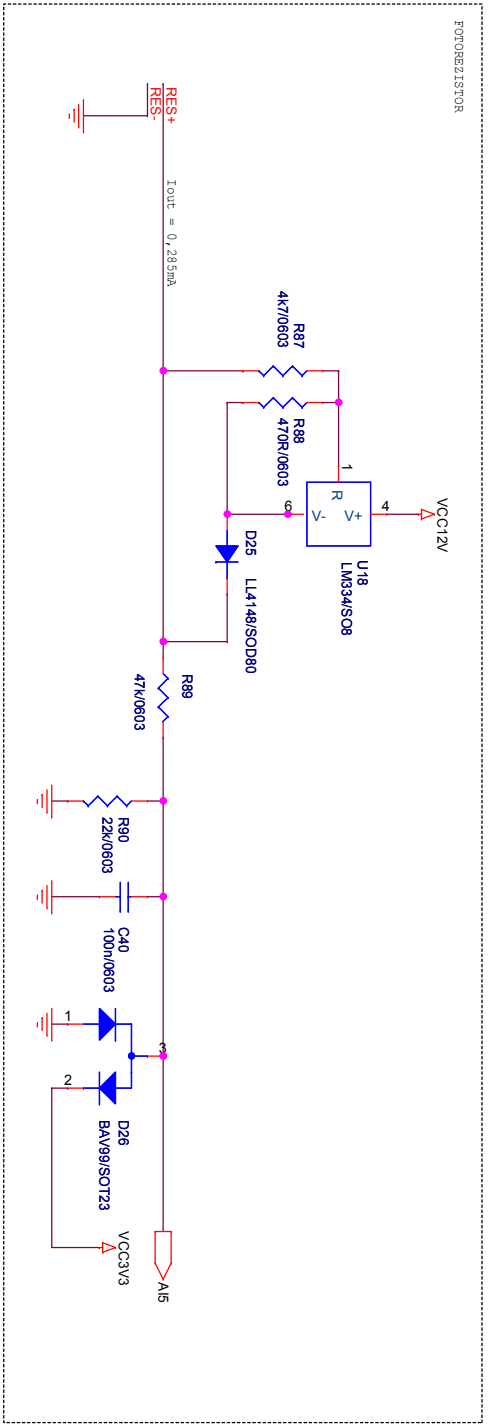 FOTOREZISTOR
RES+
RES-
Iout = 0,285mA
R87
4k7/0603
R88
470R/0603
1
R
V-
V+
6
4
VCC12V
U18
LM334/SO8
D25
LL4148/SOD80
R89
47k/0603
R90
22k/0603
C40
100n/0603
1
2
3
D26
BAV99/SOT23
VCC3V3
AI5